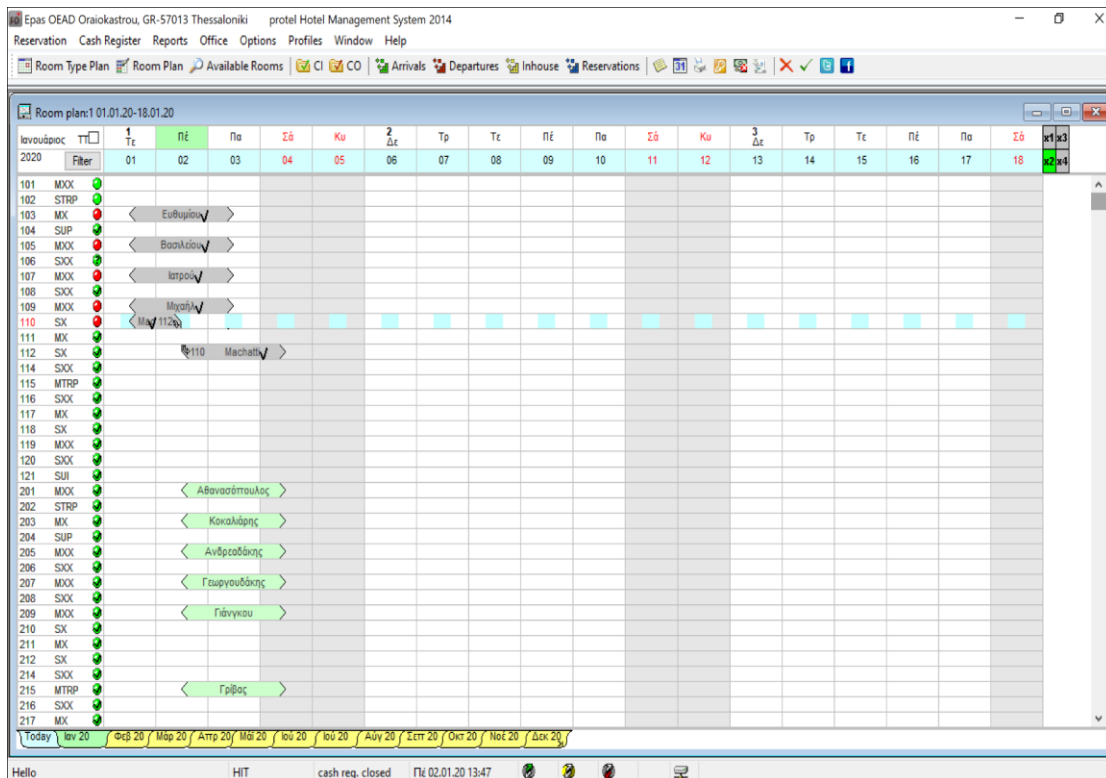 Epas OEAD Oraiokastrou, GR-57013 Thessaloniki protel Hotel Management System 2014
Reservation Cash Register Reports Office Options Profiles Window Help
Room Type Plan Room Plan Available Rooms CI CO Arrivals Departures Inhouse Reservations 31
Room plan:1 01.01.20-18.01.20
Ιανουάριος 1 Τε Πέ Πα Σά Κυ 2 Δε Τρ Τε Πέ Πα Σά Κυ 3 Δε Τρ Τε Πέ Πα Σά x1 x3
2020 Filter 01 02 03 04 05 06 07 08 09 10 11 12 13 14 15 16 17 18 x2 x4
101 MXX
102 STRP
103 MX Ευθυμίου
104 SUP
105 MXX Βασιλείου
106 SXX
107 MXX Ιατρού
108 SXX
109 MXX Μιχαήλ
110 SX 112
111 MX
112 SX 110 Machatti
114 SXX
115 MTRP
116 SXX
117 MX
118 SX
119 MXX
120 SXX
121 SUI
201 MXX Αθανασόπουλος
202 STRP
203 MX Κοκαλιάρης
204 SUP
205 MXX Ανδρεαδάκης
206 SXX
207 MXX Γεωργουδάκης
208 SXX
209 MXX Γιάνγκου
210 SX
211 MX
212 SX
214 SXX
215 MTRP Γρίβας
216 SXX
217 MX
Today Ιαν 20 Φεβ 20 Μάρ 20 Απρ 20 Μάϊ 20 Ιού 20 Ιού 20 Αύγ 20 Σεπ 20 Οκτ 20 Νοέ 20 Δεκ 20
Hello HIT cash reg. closed Πέ 02.01.20 13:47